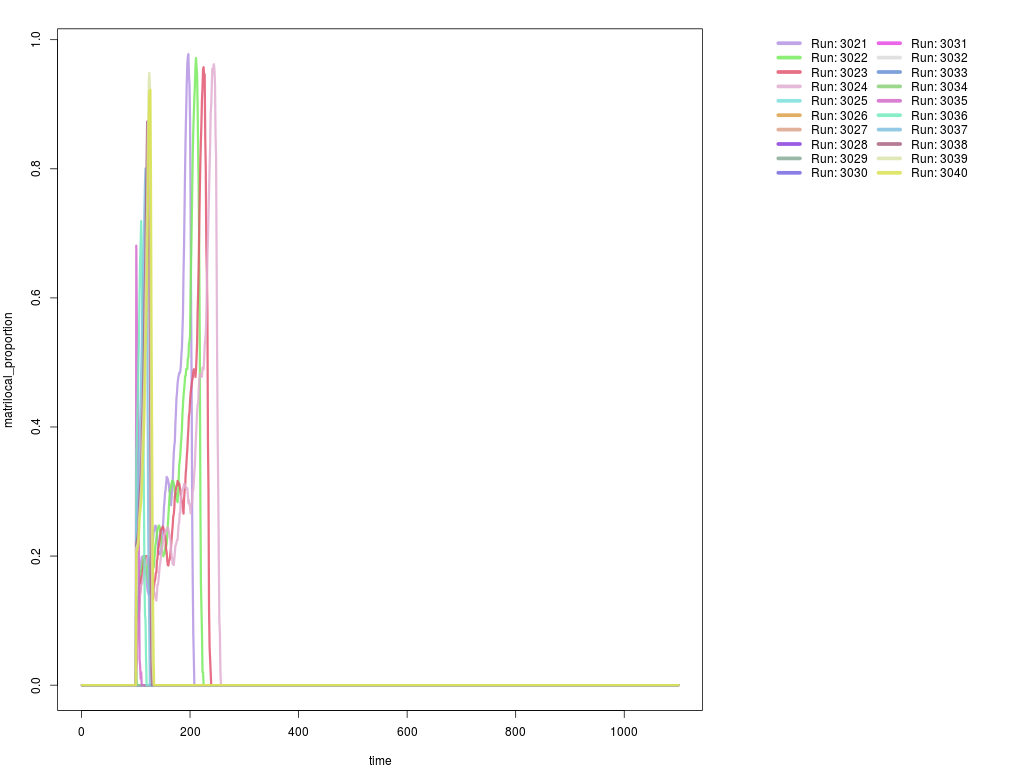 1.0
0.8
0.6
0.4
0.2
0.0
matrilocal_proportion
0 200 400 600 800 1000
time
Run: 3021 Run: 3031
Run: 3022 Run: 3032
Run: 3023 Run: 3033
Run: 3024 Run: 3034
Run: 3025 Run: 3035
Run: 3026 Run: 3036
Run: 3027 Run: 3037
Run: 3028 Run: 3038
Run: 3029 Run: 3039
Run: 3030 Run: 3040